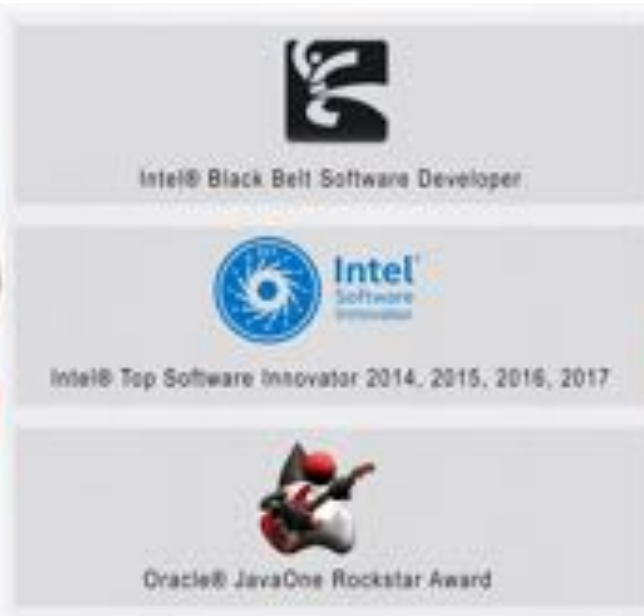 Intel® Black Belt Software Developer
Intel®
Software
Innovator
Intel® Top Software Innovator 2014, 2015, 2016, 2017
Oracle® JavaOne Rockstar Award